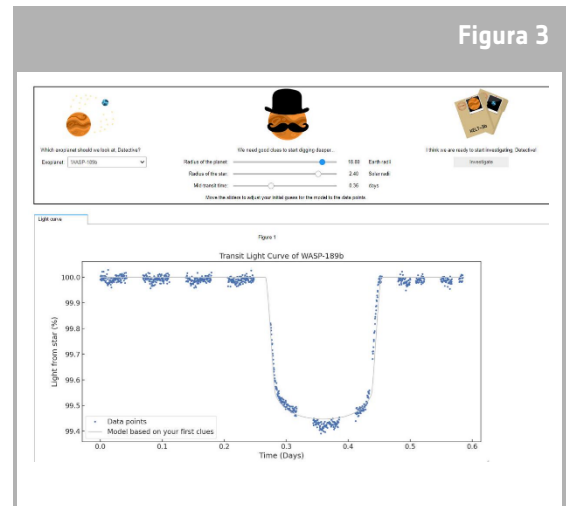 Figura 3
KELT-3b
Which exoplanet should we look at, Detective?
We need good clues to start digging deeper...
I think we are ready to start investigating, Detective!
Exoplanet WASP-189b
Radius of the planet: Earth radii
Investigate
Radius of the star: 2.40 Solar radii
Mid transit time: 0.36 days
Move the sliders to adjust your initial guess for the model to the data points
Light curve
Figure 1
Transit Light Curve of WASP-189b
Light from star (%)
100.0
99.9
99.8
99.7
99.6
99.5
99.4
Data points
Model based on your first clues
0.0 0.1 0.2 0.3 0.4 0.5 0.6
Time (Days)